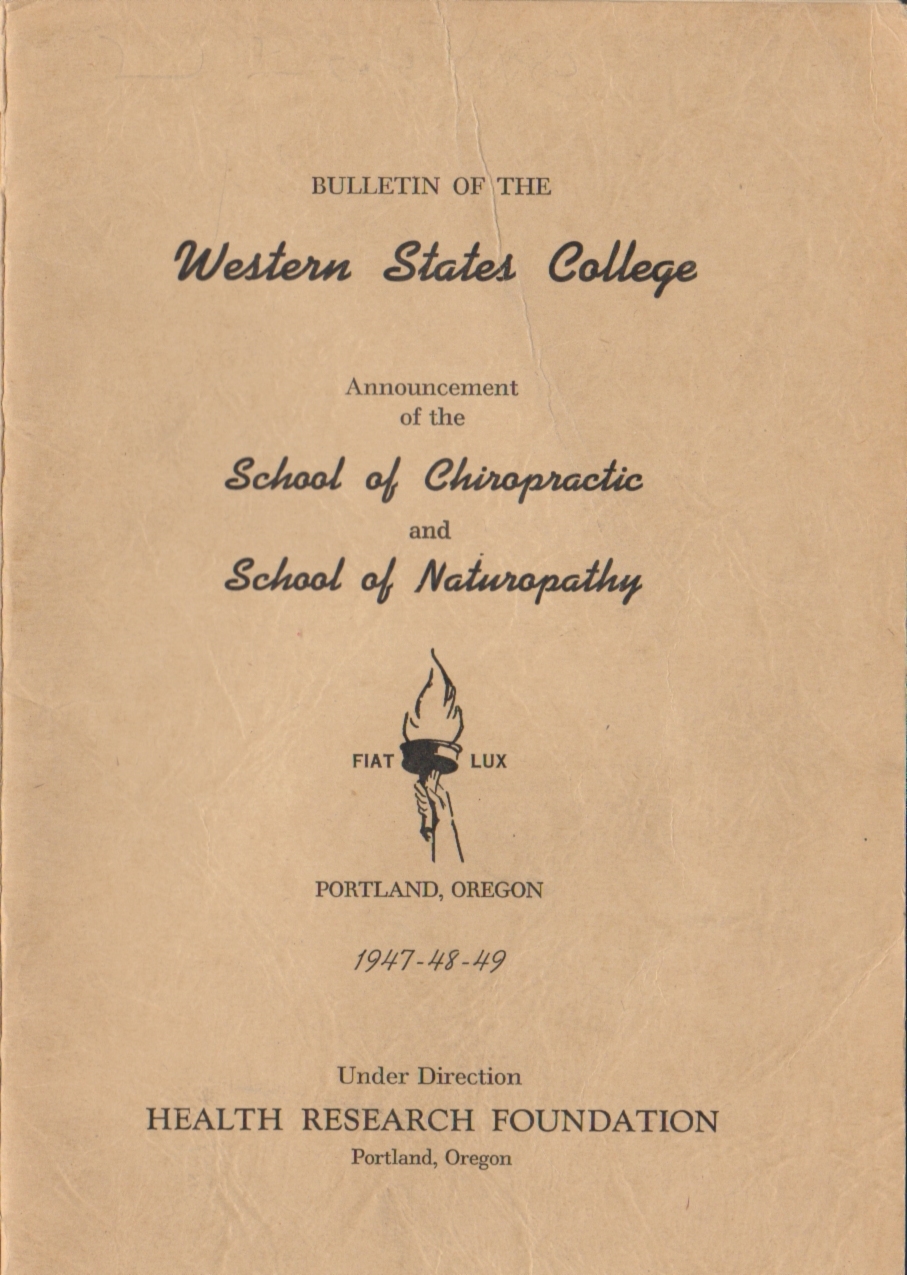 BULLETIN OF THE
Western States College
Announcement
of the
School of Chiropractic
and
School of Naturopathy
FIAT LUX
PORTLAND, OREGON
1947-48-49
Under Direction
HEALTH RESEARCH FOUNDATION
Portland, Oregon